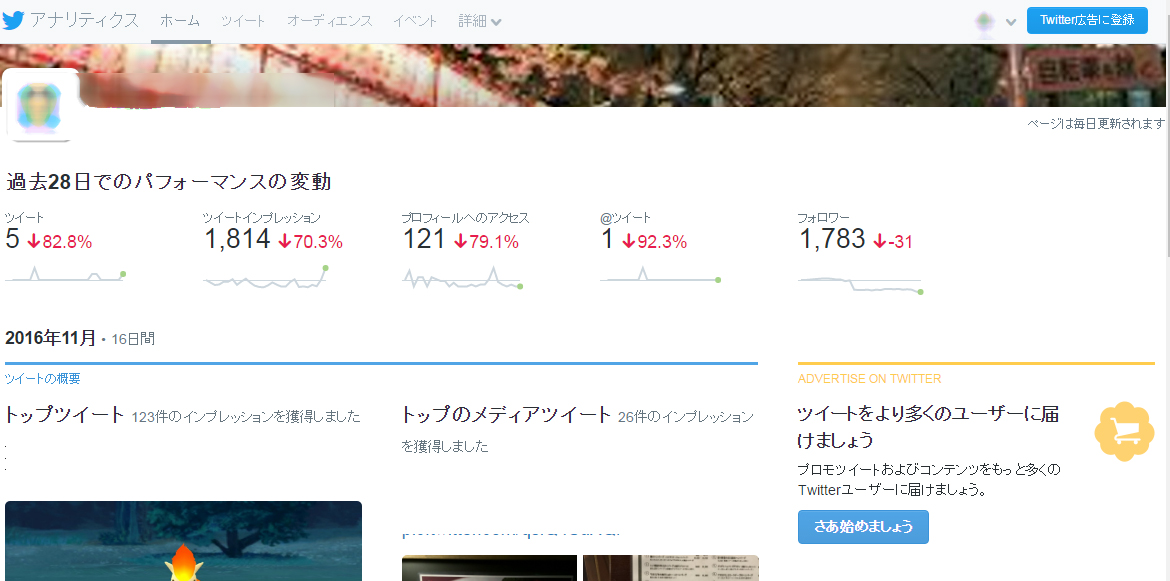 アナリティクス ホーム ツイート オーディエンス イベント 詳細 Twitter広告に登録
ページは毎日更新されます
過去28日でのパフォーマンスの変動
ツイート ツイートインプレッション プロフィールへのアクセス @ツイート フォロワー
5 ↓82.8% 1,814 ↓70.3% 121 ↓79.1% 1 ↓92.3% 1,783 ↓-31
2016年11月 • 16日間
ツイートの概要
トップツイート 123件のインプレッションを獲得しました
トップのメディアツイート 26件のインプレッション
を獲得しました
ADVERTISE ON TWITTER
ツイートをより多くのユーザーに届
けましょう
プロモツイートおよびコンテンツをもっと多くの
Twitterユーザーに届けましょう。
さあ始めましょう